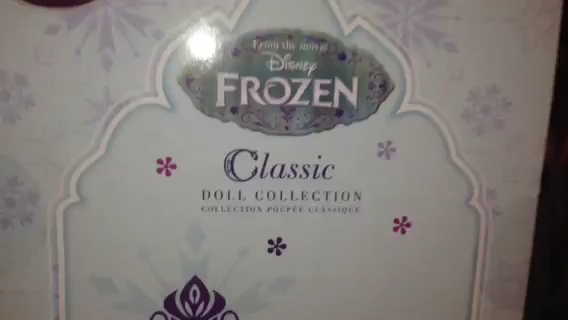 From the movie
Disney
FROZEN
Classic
DOLL COLLECTION
COLLECTION POUPÉE CLASSIQUE